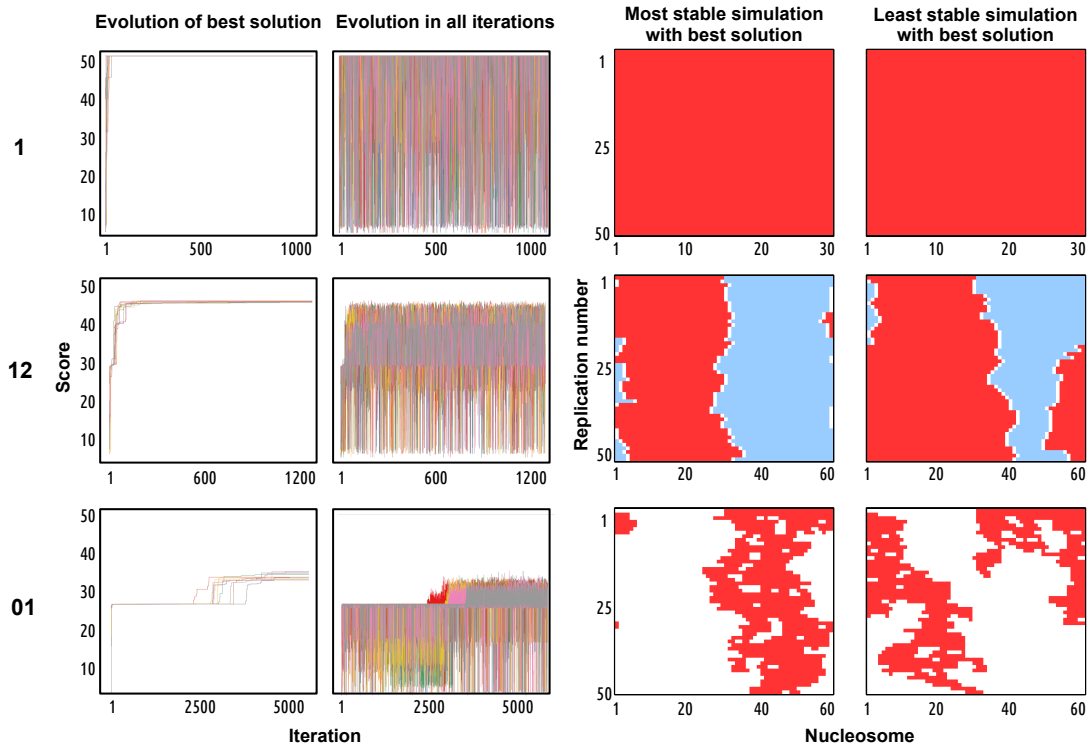 Evolution of best solution
Evolution in all iterations
Most stable simulation
with best solution
Least stable simulation
with best solution
1
50
40
30
20
10
1 500 1000
1 500 1000
1
25
50
1 10 20 30
1 10 20 30
12
Score
50
40
30
20
10
1 600 1200
1 600 1200
Replication number
1
25
50
1 20 40 60
1 20 40 60
01
50
40
30
20
10
1 2500 5000
1 2500 5000
1
25
50
1 20 40 60
1 20 40 60
Iteration
Nucleosome